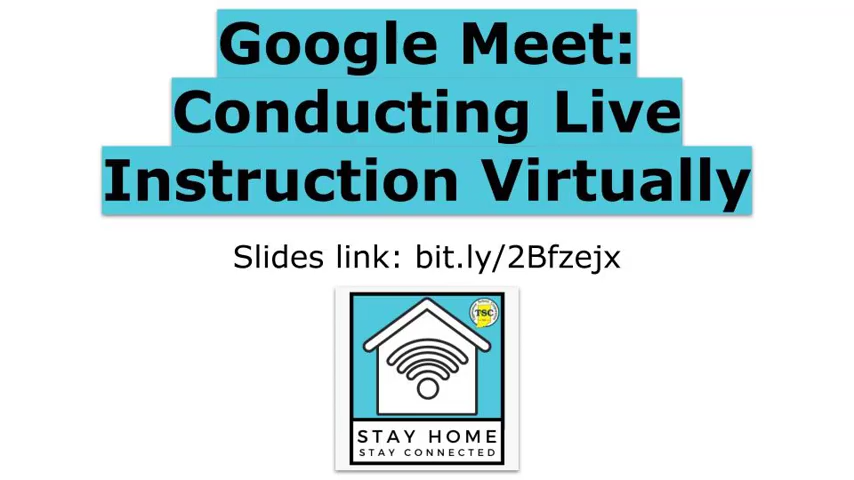 Google Meet:
Conducting Live
Instruction Virtually
Slides link: bit.ly/2Bfzejx
TSC
STAY HOME
STAY CONNECTED